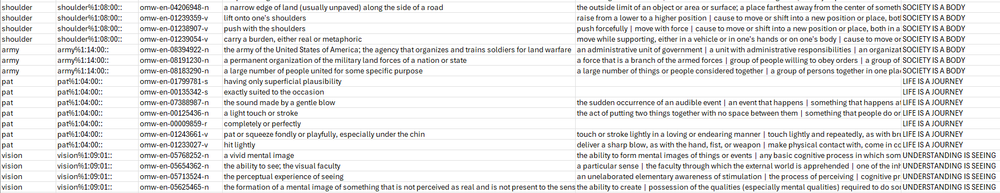 shoulder shoulder%1:08:00:: omw-en-04206948-n a narrow edge of land (usually unpaved) along the side of a road the outside limit of an object or area or surface; a place farthest away from the center of someth SOCIETY IS A BODY
shoulder shoulder%1:08:00:: omw-en-01239359-v lift onto one's shoulders raise from a lower to a higher position | cause to move or shift into a new position or place, bot SOCIETY IS A BODY
shoulder shoulder%1:08:00:: omw-en-01238907-v push with the shoulders push forcefully | move with force | cause to move or shift into a new position or place, both in a SOCIETY IS A BODY
shoulder shoulder%1:08:00:: omw-en-01239054-v carry a burden, either real or metaphoric move while supporting, either in a vehicle or in one's hands or on one's body | cause to move or SOCIETY IS A BODY
army army%1:14:00:: omw-en-08394922-n the army of the United States of America; the agency that organizes and trains soldiers for land warfare an administrative unit of government | a unit with administrative responsibilities | an organizat SOCIETY IS A BODY
army army%1:14:00:: omw-en-08191230-n a permanent organization of the military land forces of a nation or state a force that is a branch of the armed forces | group of people willing to obey orders | a group of SOCIETY IS A BODY
army army%1:14:00:: omw-en-08183290-n a large number of people united for some specific purpose a large number of things or people considered together | a group of persons together in one pla SOCIETY IS A BODY
pat pat%1:04:00:: omw-en-01799781-s having only superficial plausibility LIFE IS A JOURNEY
pat pat%1:04:00:: omw-en-00135342-s exactly suited to the occasion LIFE IS A JOURNEY
pat pat%1:04:00:: omw-en-07388987-n the sound made by a gentle blow the sudden occurrence of an audible event | an event that happens | something that happens at LIFE IS A JOURNEY
pat pat%1:04:00:: omw-en-00125436-n a light touch or stroke the act of putting two things together with no space between them | something that people do or LIFE IS A JOURNEY
pat pat%1:04:00:: omw-en-00009859-r completely or perfectly LIFE IS A JOURNEY
pat pat%1:04:00:: omw-en-01243661-v pat or squeeze fondly or playfully, especially under the chin touch or stroke lightly in a loving or endearing manner | touch lightly and repeatedly, as with bru LIFE IS A JOURNEY
pat pat%1:04:00:: omw-en-01233027-v hit lightly deliver a sharp blow, as with the hand, fist, or weapon | make physical contact with, come in co LIFE IS A JOURNEY
vision vision%1:09:01:: omw-en-05768252-n a vivid mental image the ability to form mental images of things or events | any basic cognitive process in which som UNDERSTANDING IS SEEING
vision vision%1:09:01:: omw-en-05654362-n the ability to see; the visual faculty a particular sense | the faculty through which the external world is apprehended | one of the inh UNDERSTANDING IS SEEING
vision vision%1:09:01:: omw-en-05713524-n the perceptual experience of seeing an unelaborated elementary awareness of stimulation | the process of perceiving | cognitive pr UNDERSTANDING IS SEEING
vision vision%1:09:01:: omw-en-05625465-n the formation of a mental image of something that is not perceived as real and is not present to the sens the ability to create | possession of the qualities (especially mental qualities) required to do sor UNDERSTANDING IS SEEING